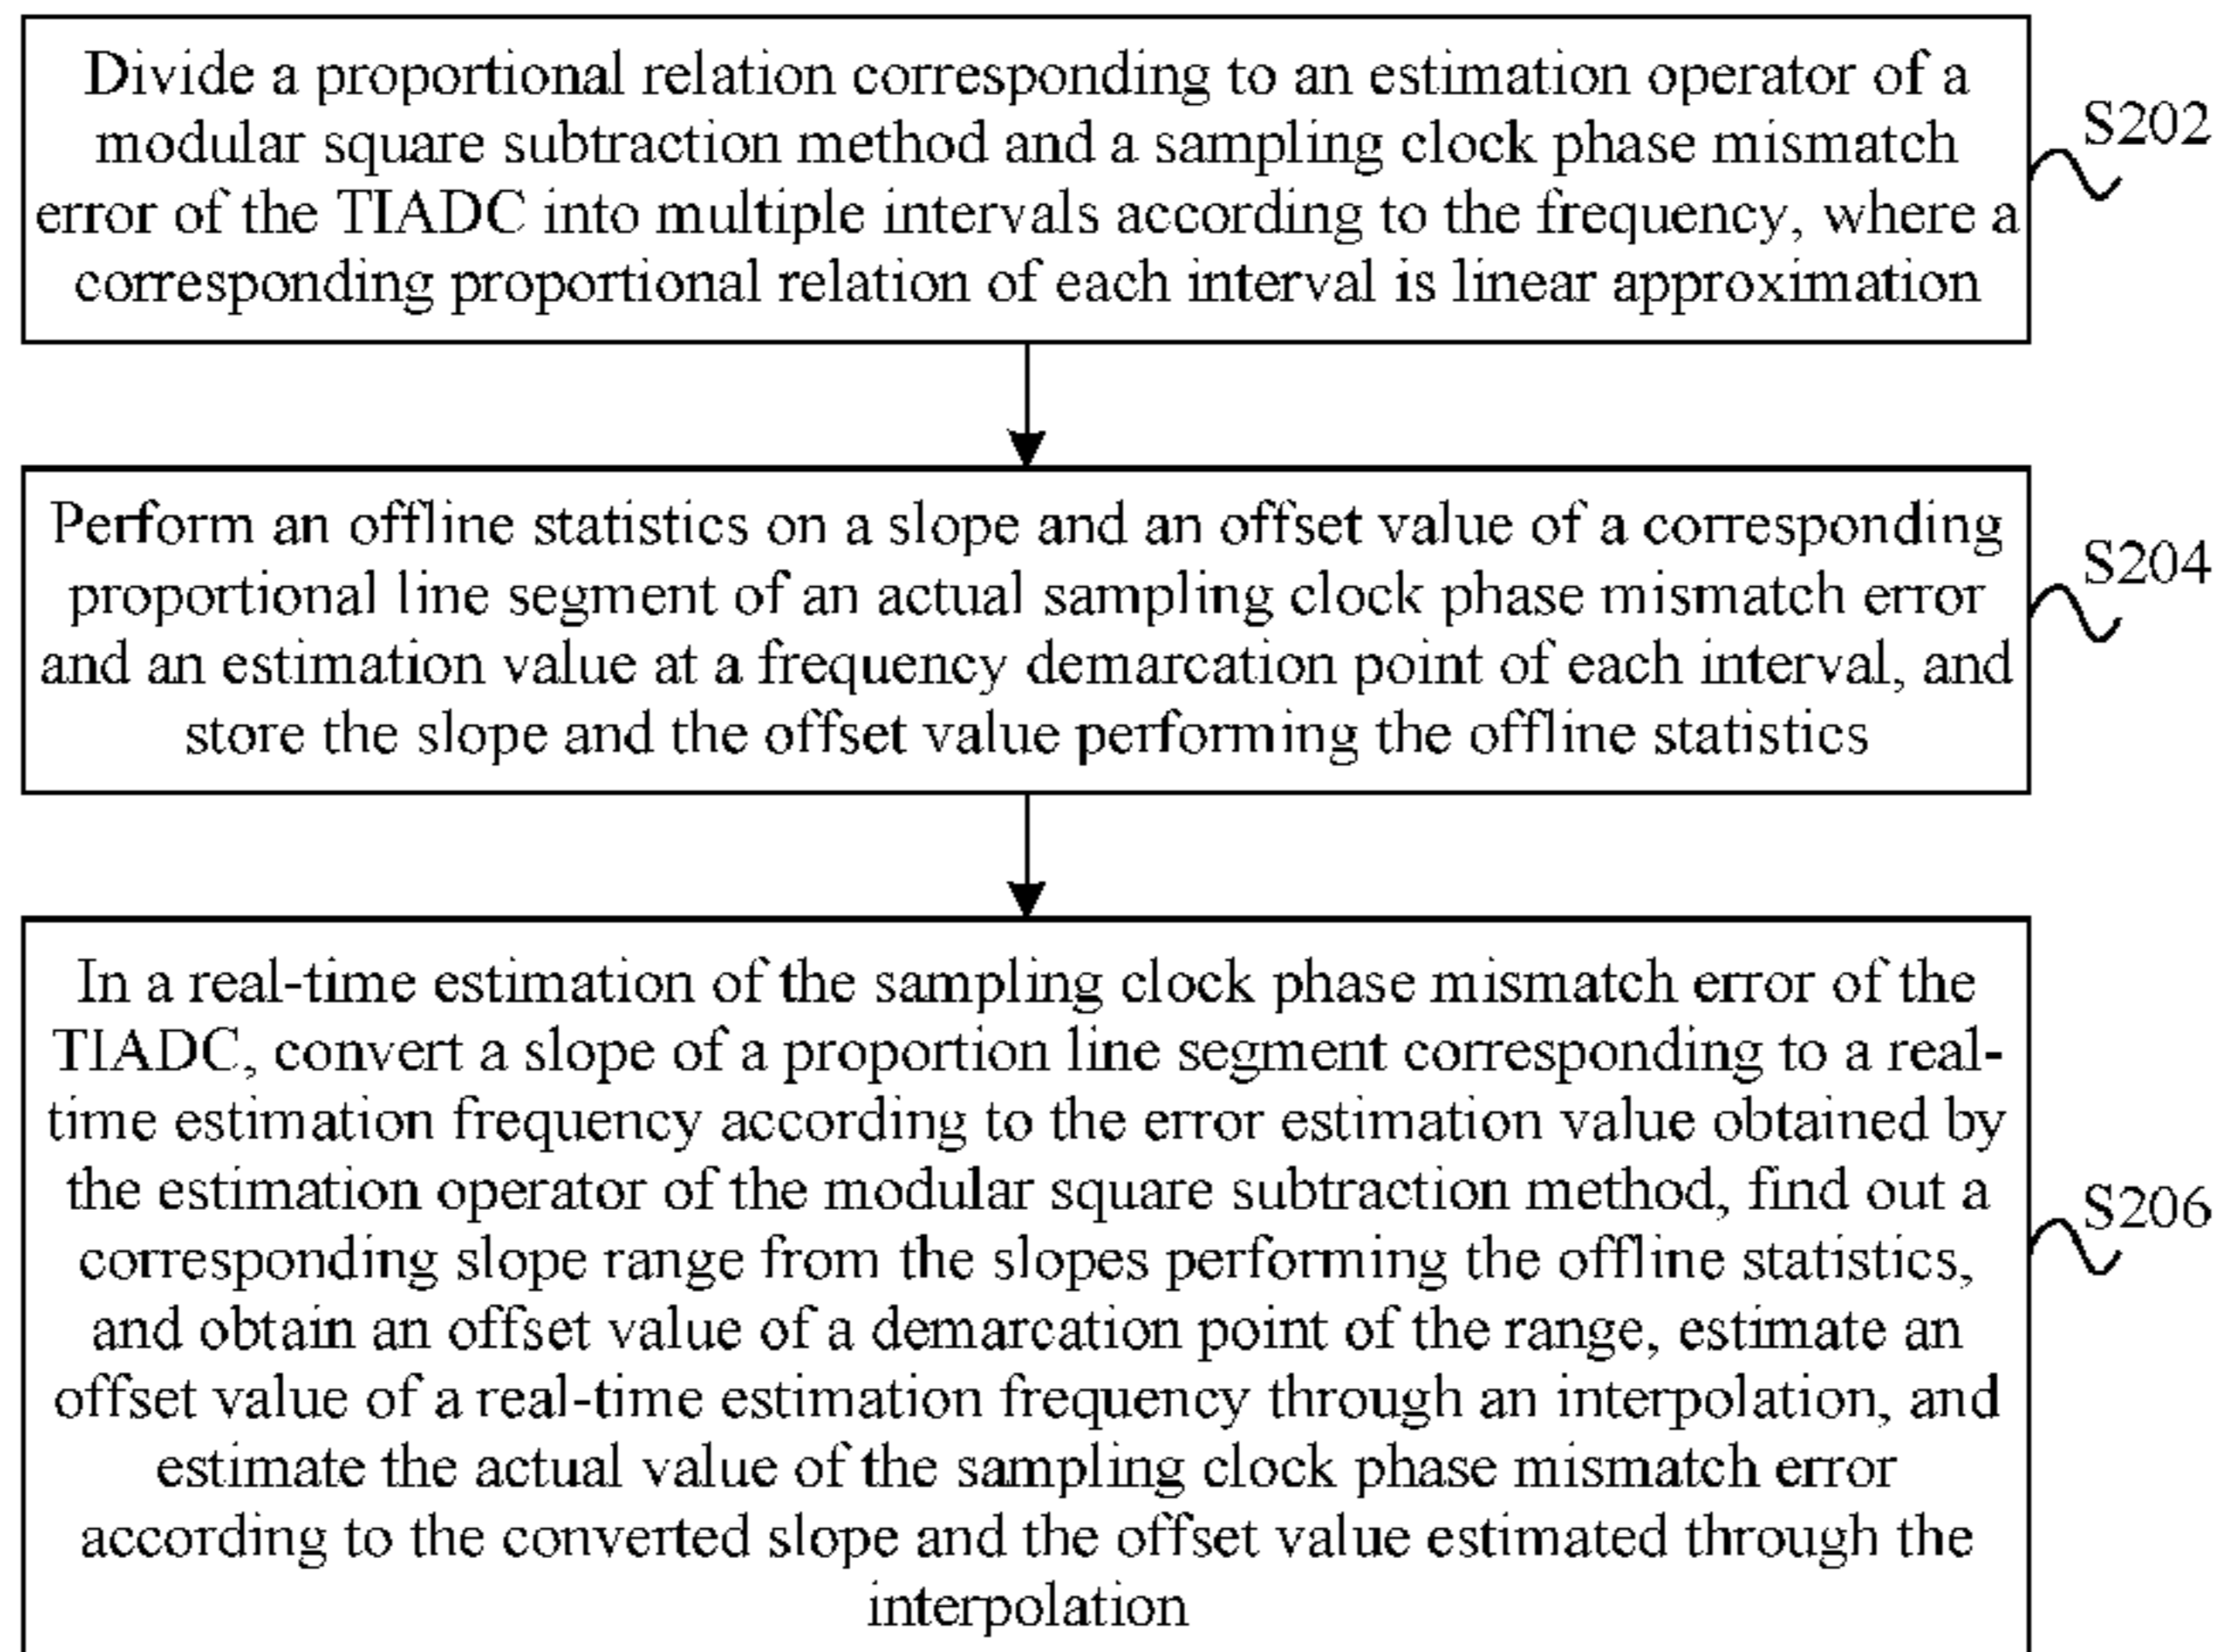 Divide a proportional relation corresponding to an estimation operator of a
modular square subtraction method and a sampling clock phase mismatch
error of the TIADC into multiple intervals according to the frequency, where a
corresponding proportional relation of each interval is linear approximation
S202
Perform an offline statistics on a slope and an offset value of a corresponding
proportional line segment of an actual sampling clock phase mismatch error
and an estimation value at a frequency demarcation point of each interval, and
store the slope and the offset value performing the offline statistics
S204
In a real-time estimation of the sampling clock phase mismatch error of the
TIADC, convert a slope of a proportion line segment corresponding to a real-
time estimation frequency according to the error estimation value obtained by
the estimation operator of the modular square subtraction method, find out a
corresponding slope range from the slopes performing the offline statistics,
and obtain an offset value of a demarcation point of the range, estimate an
offset value of a real-time estimation frequency through an interpolation, and
estimate the actual value of the sampling clock phase mismatch error
according to the converted slope and the offset value estimated through the
interpolation
S206